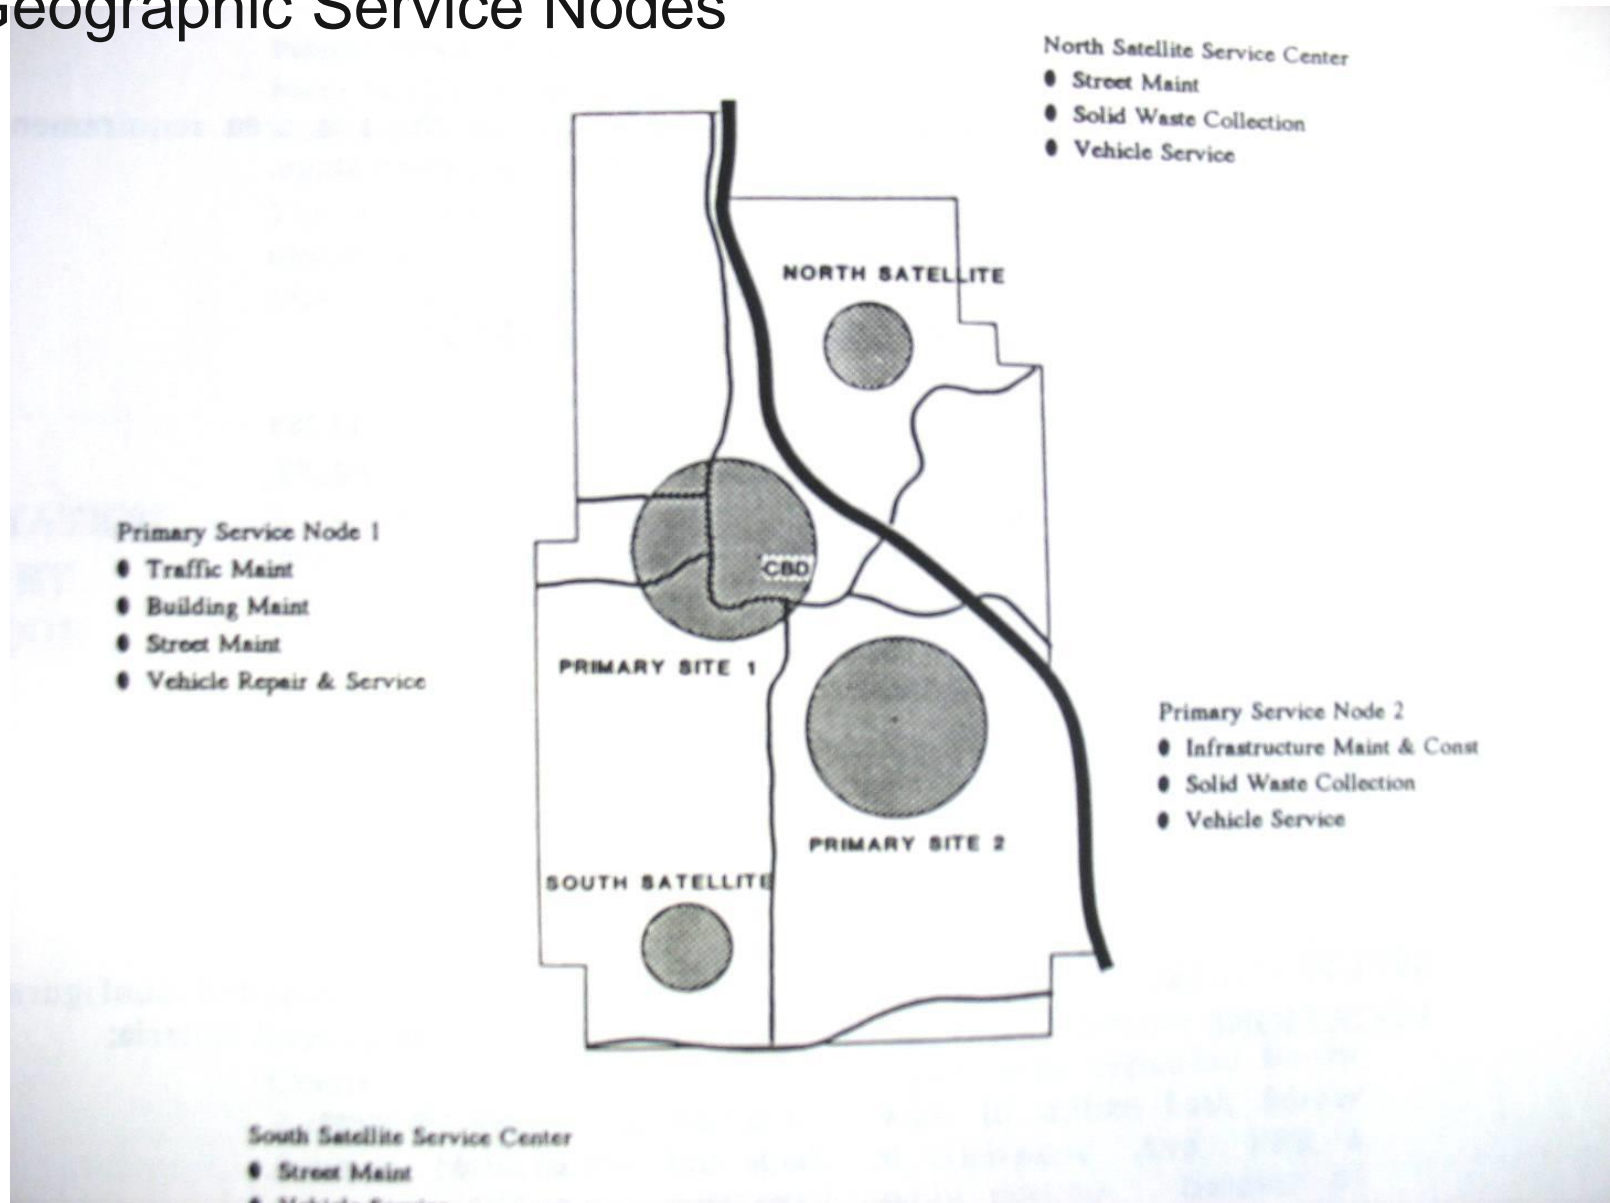 Geographic Service Nodes
North Satellite Service Center
● Street Maint
● Solid Waste Collection
● Vehicle Service
NORTH SATELLITE
Primary Service Node 1
● Traffic Maint
● Building Maint
● Street Maint
● Vehicle Repair & Service
CBD
PRIMARY SITE 1
Primary Service Node 2
● Infrastructure Maint & Const
● Solid Waste Collection
● Vehicle Service
PRIMARY SITE 2
SOUTH SATELLITE
South Satellite Service Center
● Street Maint
● Vehicle Service